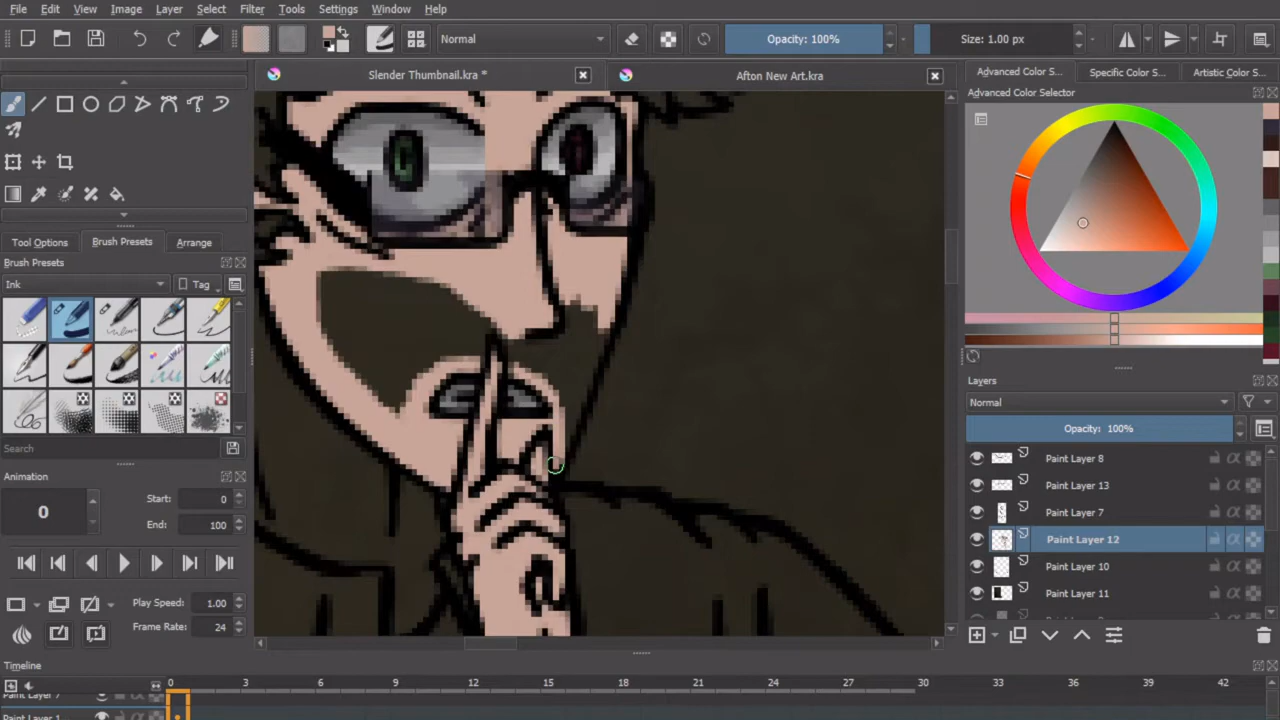 File Edit View Image Layer Select Filter Tools Settings Window Help
Normal Opacity: 100% Size: 1.00 px
Slender Thumbnail.kra * Afton New Art.kra
Advanced Color S... Specific Color S... Artistic Color S...
Advanced Color Selector
Tool Options Brush Presets Arrange
Brush Presets
Ink Tag
Search
Animation
0 Start: 0
End: 100
Play Speed: 1.00
Frame Rate: 24
Layers
Normal
Opacity: 100%
Paint Layer 8
Paint Layer 13
Paint Layer 7
Paint Layer 12
Paint Layer 10
Paint Layer 11
Timeline
0 3 6 9 12 15 18 21 24 27 30 33 36 39 42
Paint Layer 7